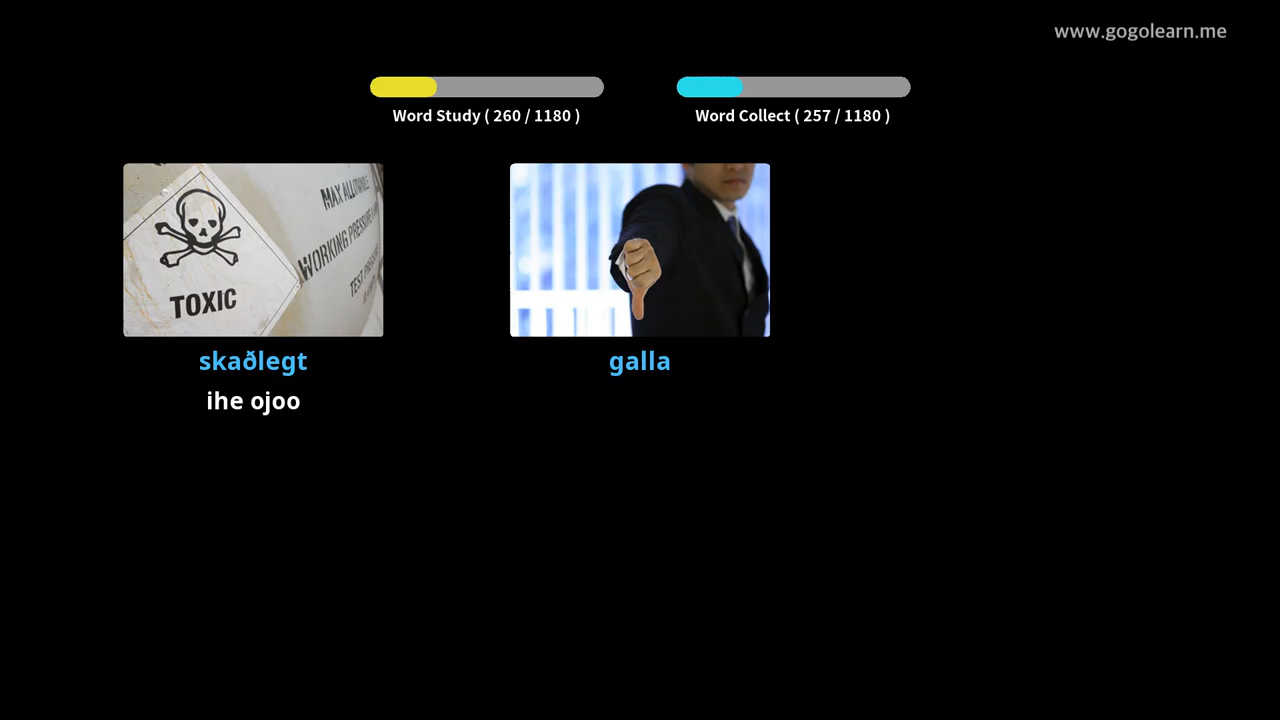 www.gogolearn.me
Word Study ( 260 / 1180 )
Word Collect ( 257 / 1180 )
MAX ALLOWABLE
WORKING PRESSURE
TEST
TOXIC
skaðlegt
galla
ihe ojoo